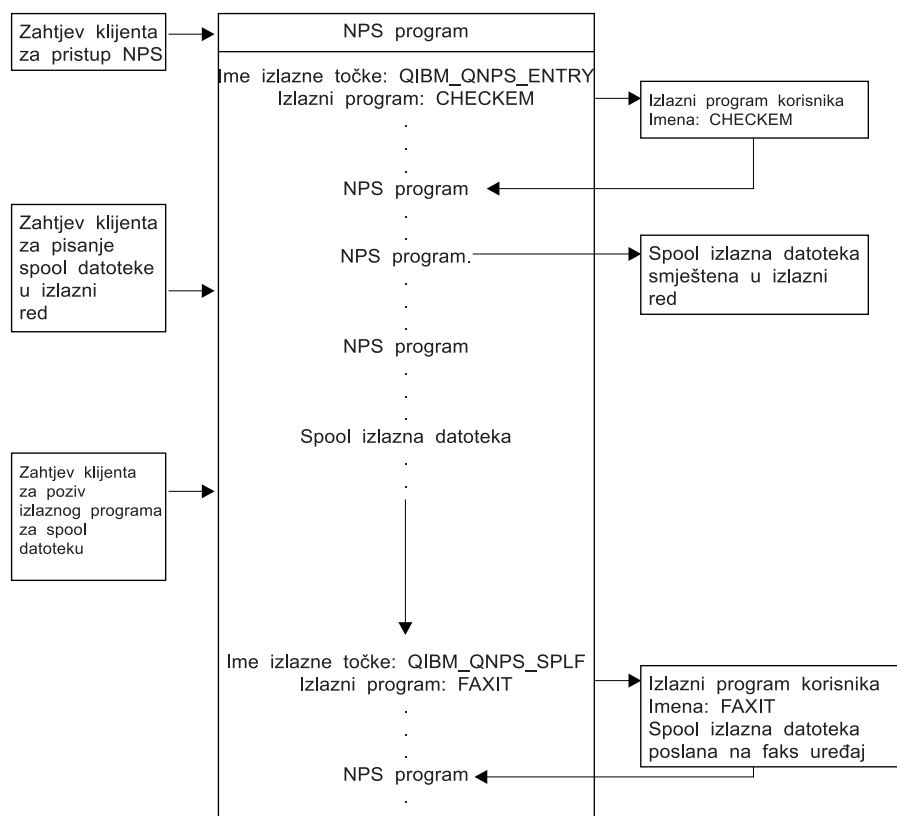 Zahtjev klijenta
za pristup NPS
NPS program
Ime izlazne točke: QIBM_QNPS_ENTRY
Izlazni program: CHECKEM
.
.
Izlazni program korisnika
Imena: CHECKEM
NPS program
.
Zahtjev klijenta
za pisanje
spool datoteke
u izlazni
red
NPS program.
.
.
.
Spool izlazna datoteka
smještena u izlazni
red
NPS program
.
.
.
Spool izlazna datoteka
.
.
Zahtjev klijenta
za poziv
izlaznog programa
za spool
datoteku
Ime izlazne točke: QIBM_QNPS_SPLF
Izlazni program: FAXIT
.
.
Izlazni program korisnika
Imena: FAXIT
Spool izlazna datoteka
poslana na faks uređaj
NPS program
.